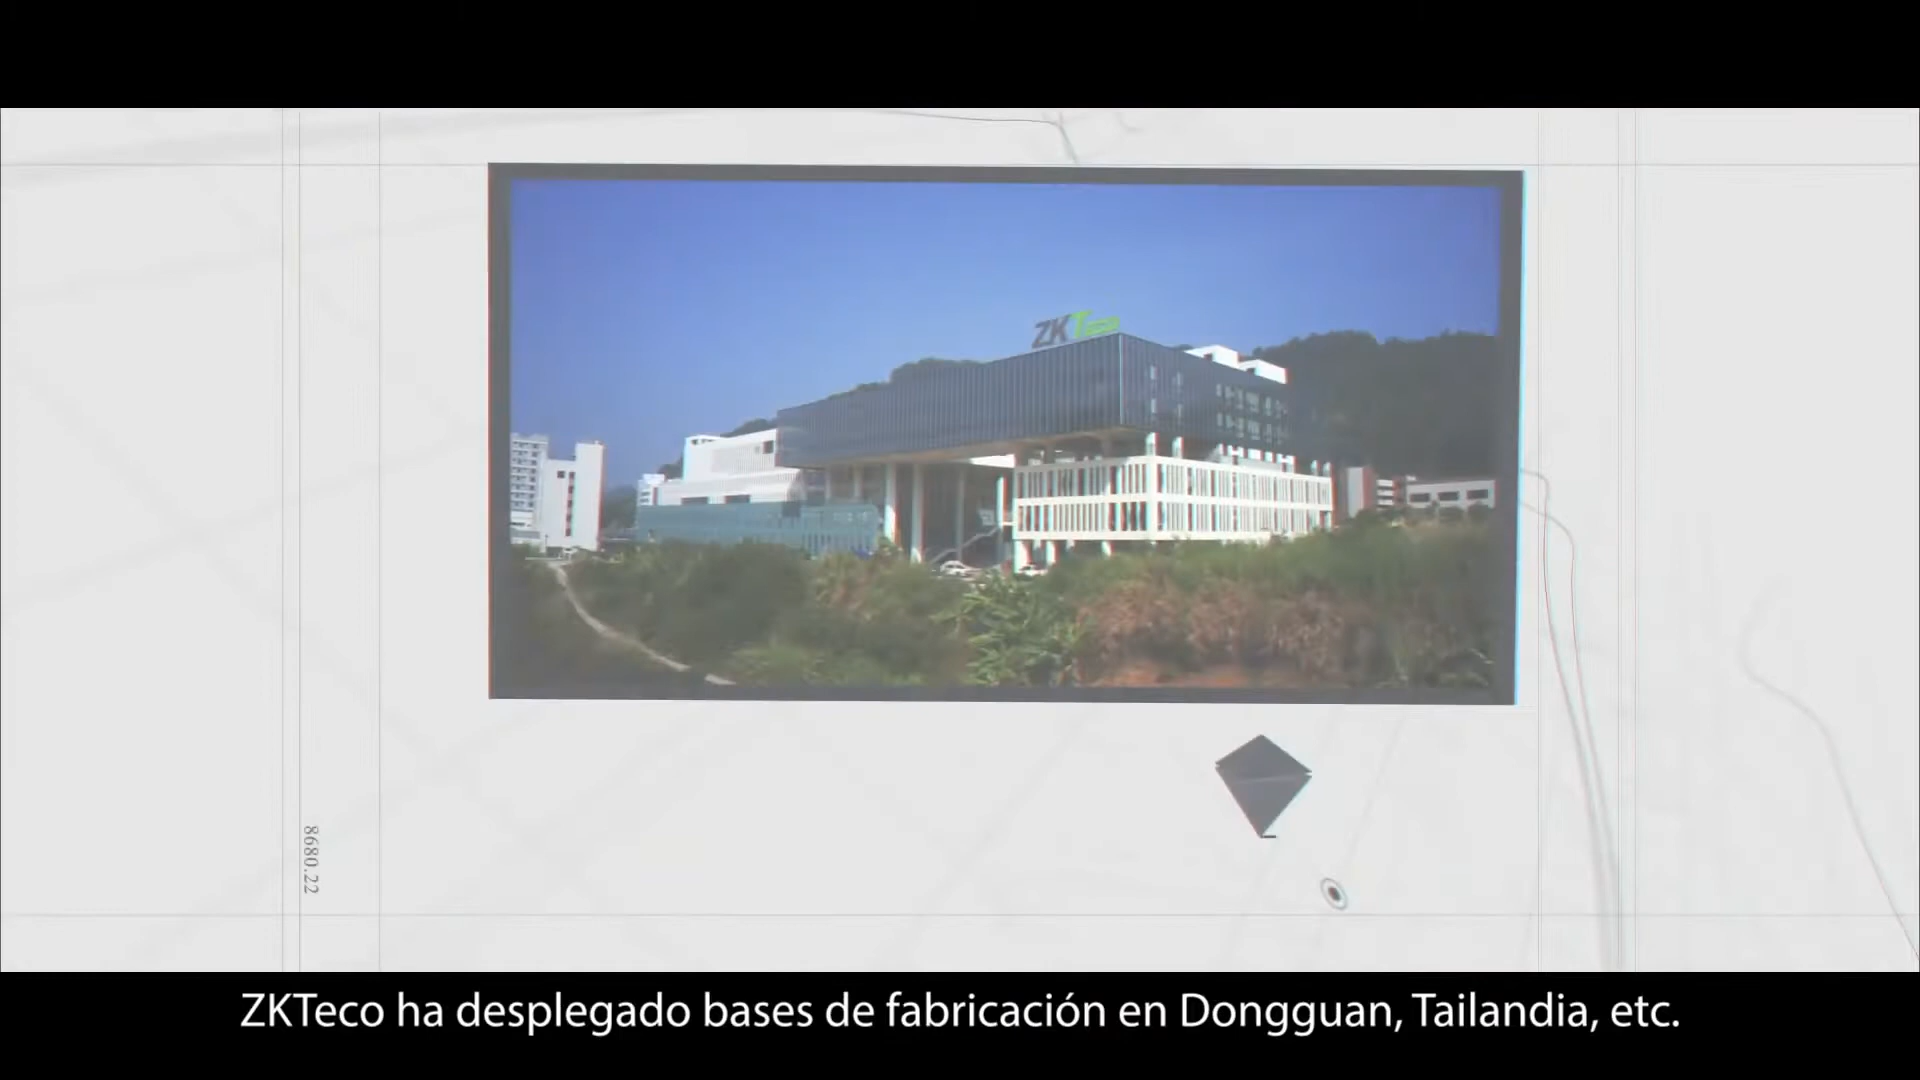 ZKTeco
8680.22
ZKTeco ha desplegado bases de fabricación en Dongguan, Tailandia, etc.